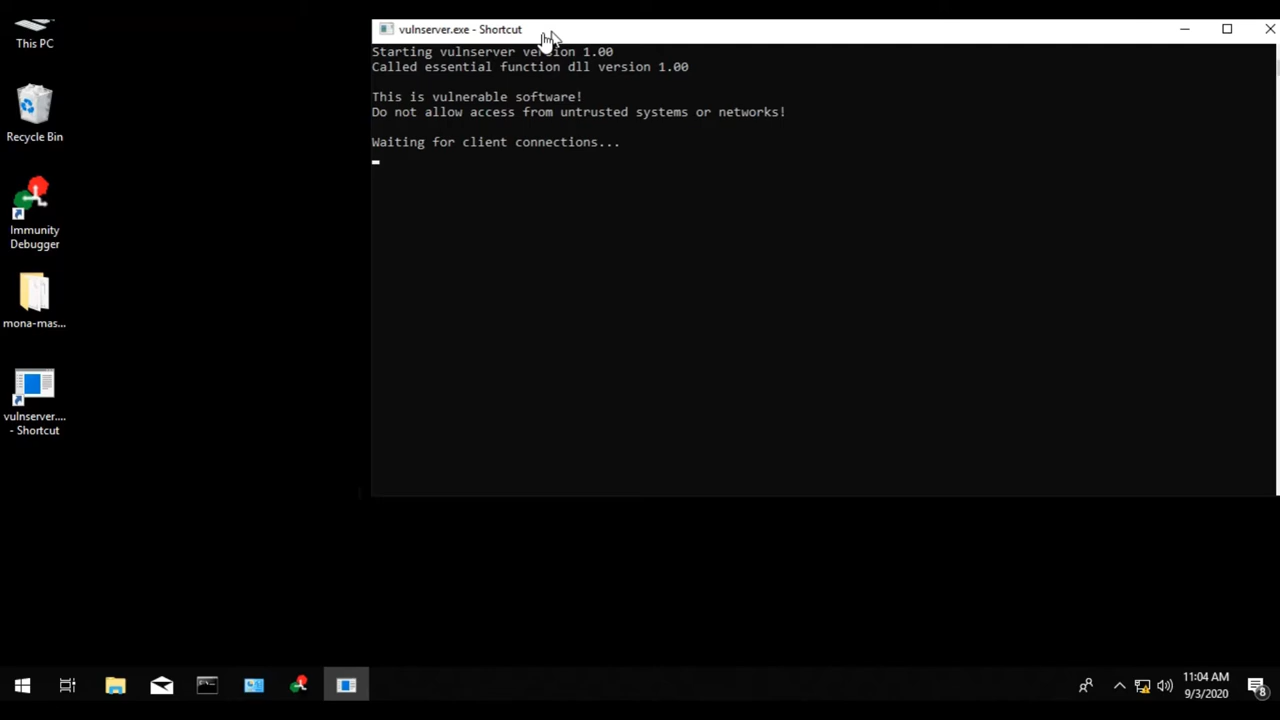 This PC
Recycle Bin
Immunity
Debugger
mona-mas...
vulnserver....
- Shortcut
vulnserver.exe - Shortcut
Starting vulnserver version 1.00
Called essential function dll version 1.00
This is vulnerable software!
Do not allow access from untrusted systems or networks!
Waiting for client connections...
11:04 AM
9/3/2020
8